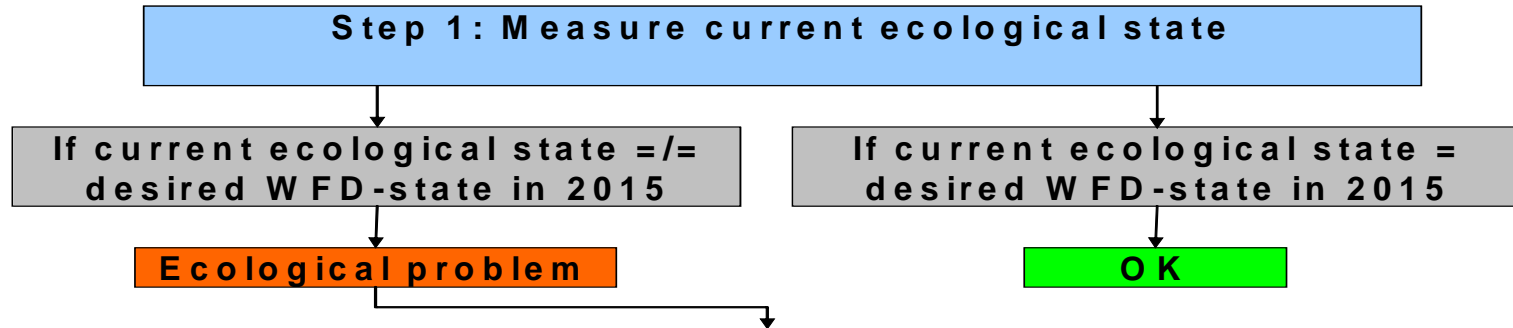 Step 1: Measure current ecological state
If current ecological state =/=
desired WFD-state in 2015
If current ecological state =
desired WFD-state in 2015
Ecological problem
OK